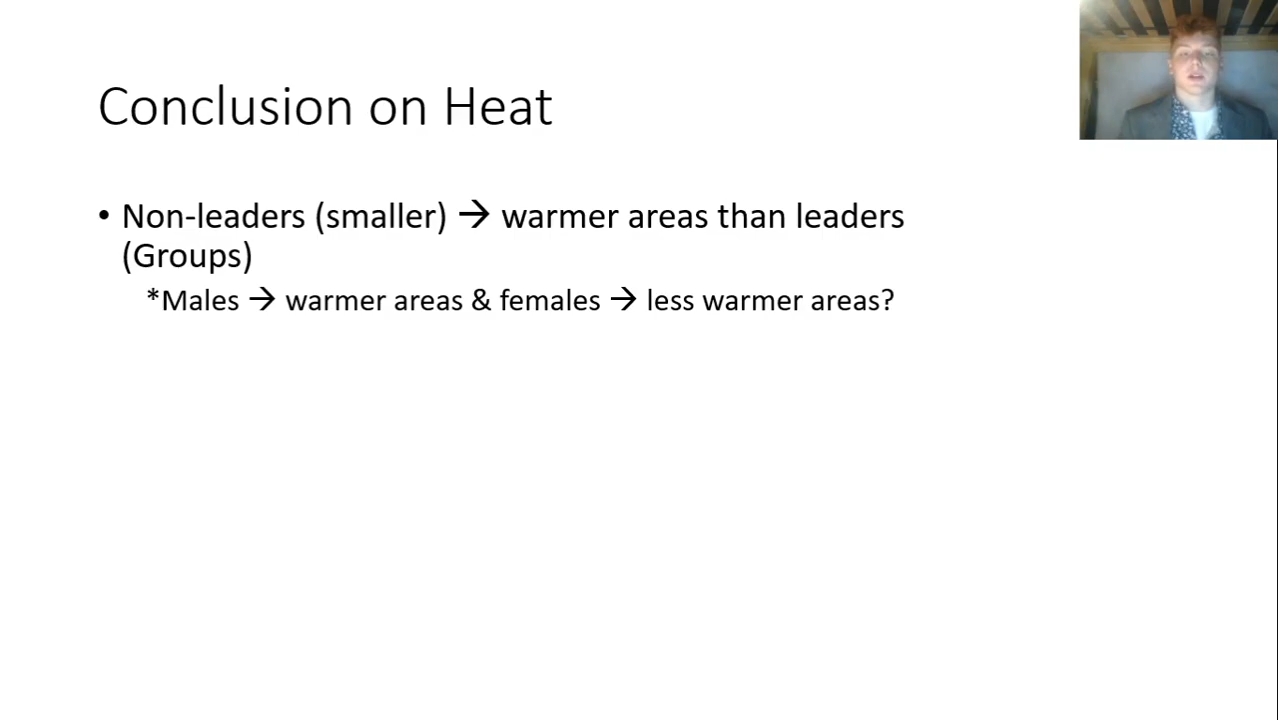 Conclusion on Heat
• Non-leaders (smaller) → warmer areas than leaders
(Groups)
*Males → warmer areas & females → less warmer areas?